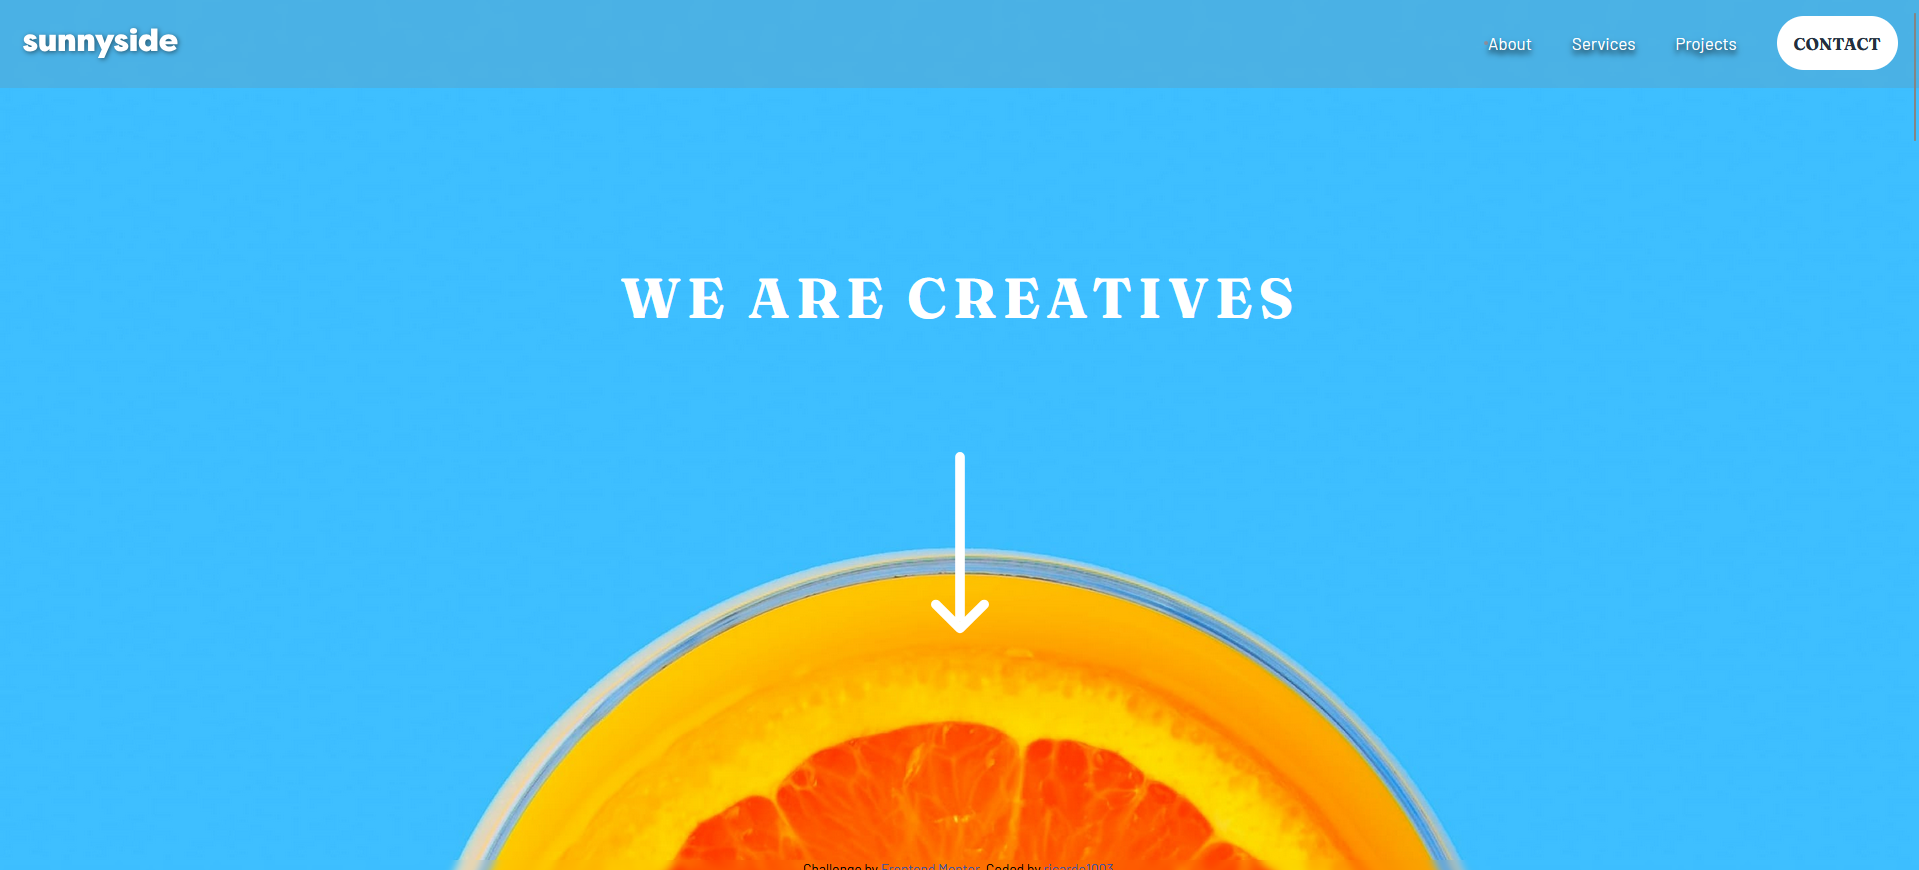 sunnyside
About Services Projects CONTACT
WE ARE CREATIVES
Challenge by Frontend Mentor. Coded by ricardo1003